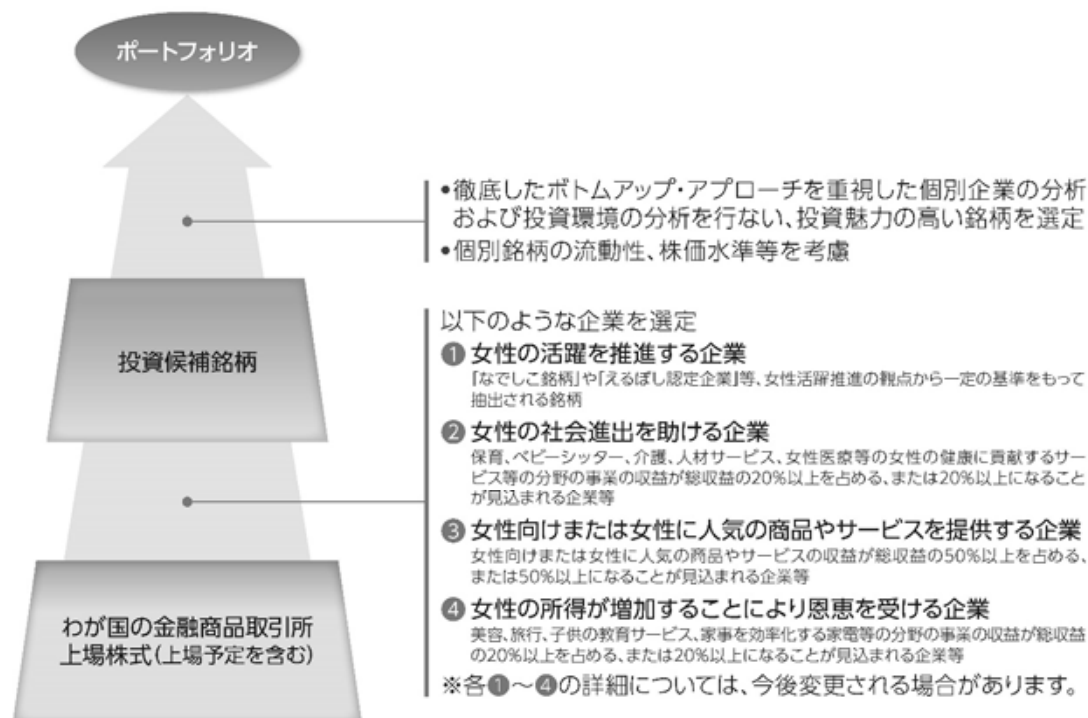 ポートフォリオ
•徹底したボトムアップ・アプローチを重視した個別企業の分析
および投資環境の分析を行ない、投資魅力の高い銘柄を選定
•個別銘柄の流動性、株価水準等を考慮
投資候補銘柄
以下のような企業を選定
❶ 女性の活躍を推進する企業
「なでしこ銘柄」や「えるぼし認定企業」等、女性活躍推進の観点から一定の基準をもって
抽出される銘柄
❷ 女性の社会進出を助ける企業
保育、ベビーシッター、介護、人材サービス、女性医療等の女性の健康に貢献するサー
ビス等の分野の事業の収益が総収益の20%以上を占める、または20%以上になること
が見込まれる企業等
❸ 女性向けまたは女性に人気の商品やサービスを提供する企業
女性向けまたは女性に人気の商品やサービスの収益が総収益の50%以上を占める、
または50%以上になることが見込まれる企業等
❹ 女性の所得が増加することにより恩恵を受ける企業
美容、旅行、子供の教育サービス、家事を効率化する家電等の分野の事業の収益が総収益
の20%以上を占める、または20%以上になることが見込まれる企業等
※各❶〜❹の詳細については、今後変更される場合があります。
わが国の金融商品取引所
上場株式(上場予定を含む)